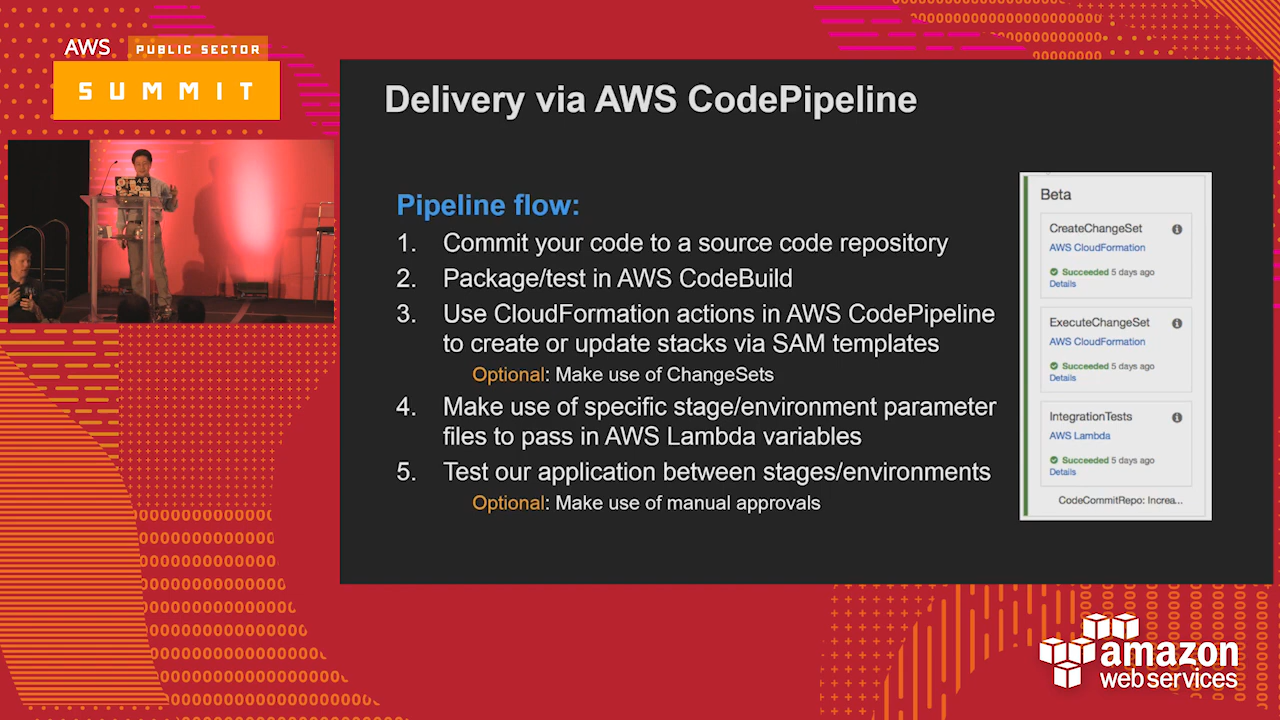 AWS PUBLIC SECTOR
SUMMIT
Delivery via AWS CodePipeline
Pipeline flow:
1. Commit your code to a source code repository
2. Package/test in AWS CodeBuild
3. Use CloudFormation actions in AWS CodePipeline
to create or update stacks via SAM templates
Optional: Make use of ChangeSets
4. Make use of specific stage/environment parameter
files to pass in AWS Lambda variables
5. Test our application between stages/environments
Optional: Make use of manual approvals
Beta
CreateChangeSet
AWS CloudFormation
Succeeded 5 days ago
Details
ExecuteChangeSet
AWS CloudFormation
Succeeded 5 days ago
Details
IntegrationTests
AWS Lambda
Succeeded 5 days ago
Details
CodeCommitRepo: Increa...
amazon
web services